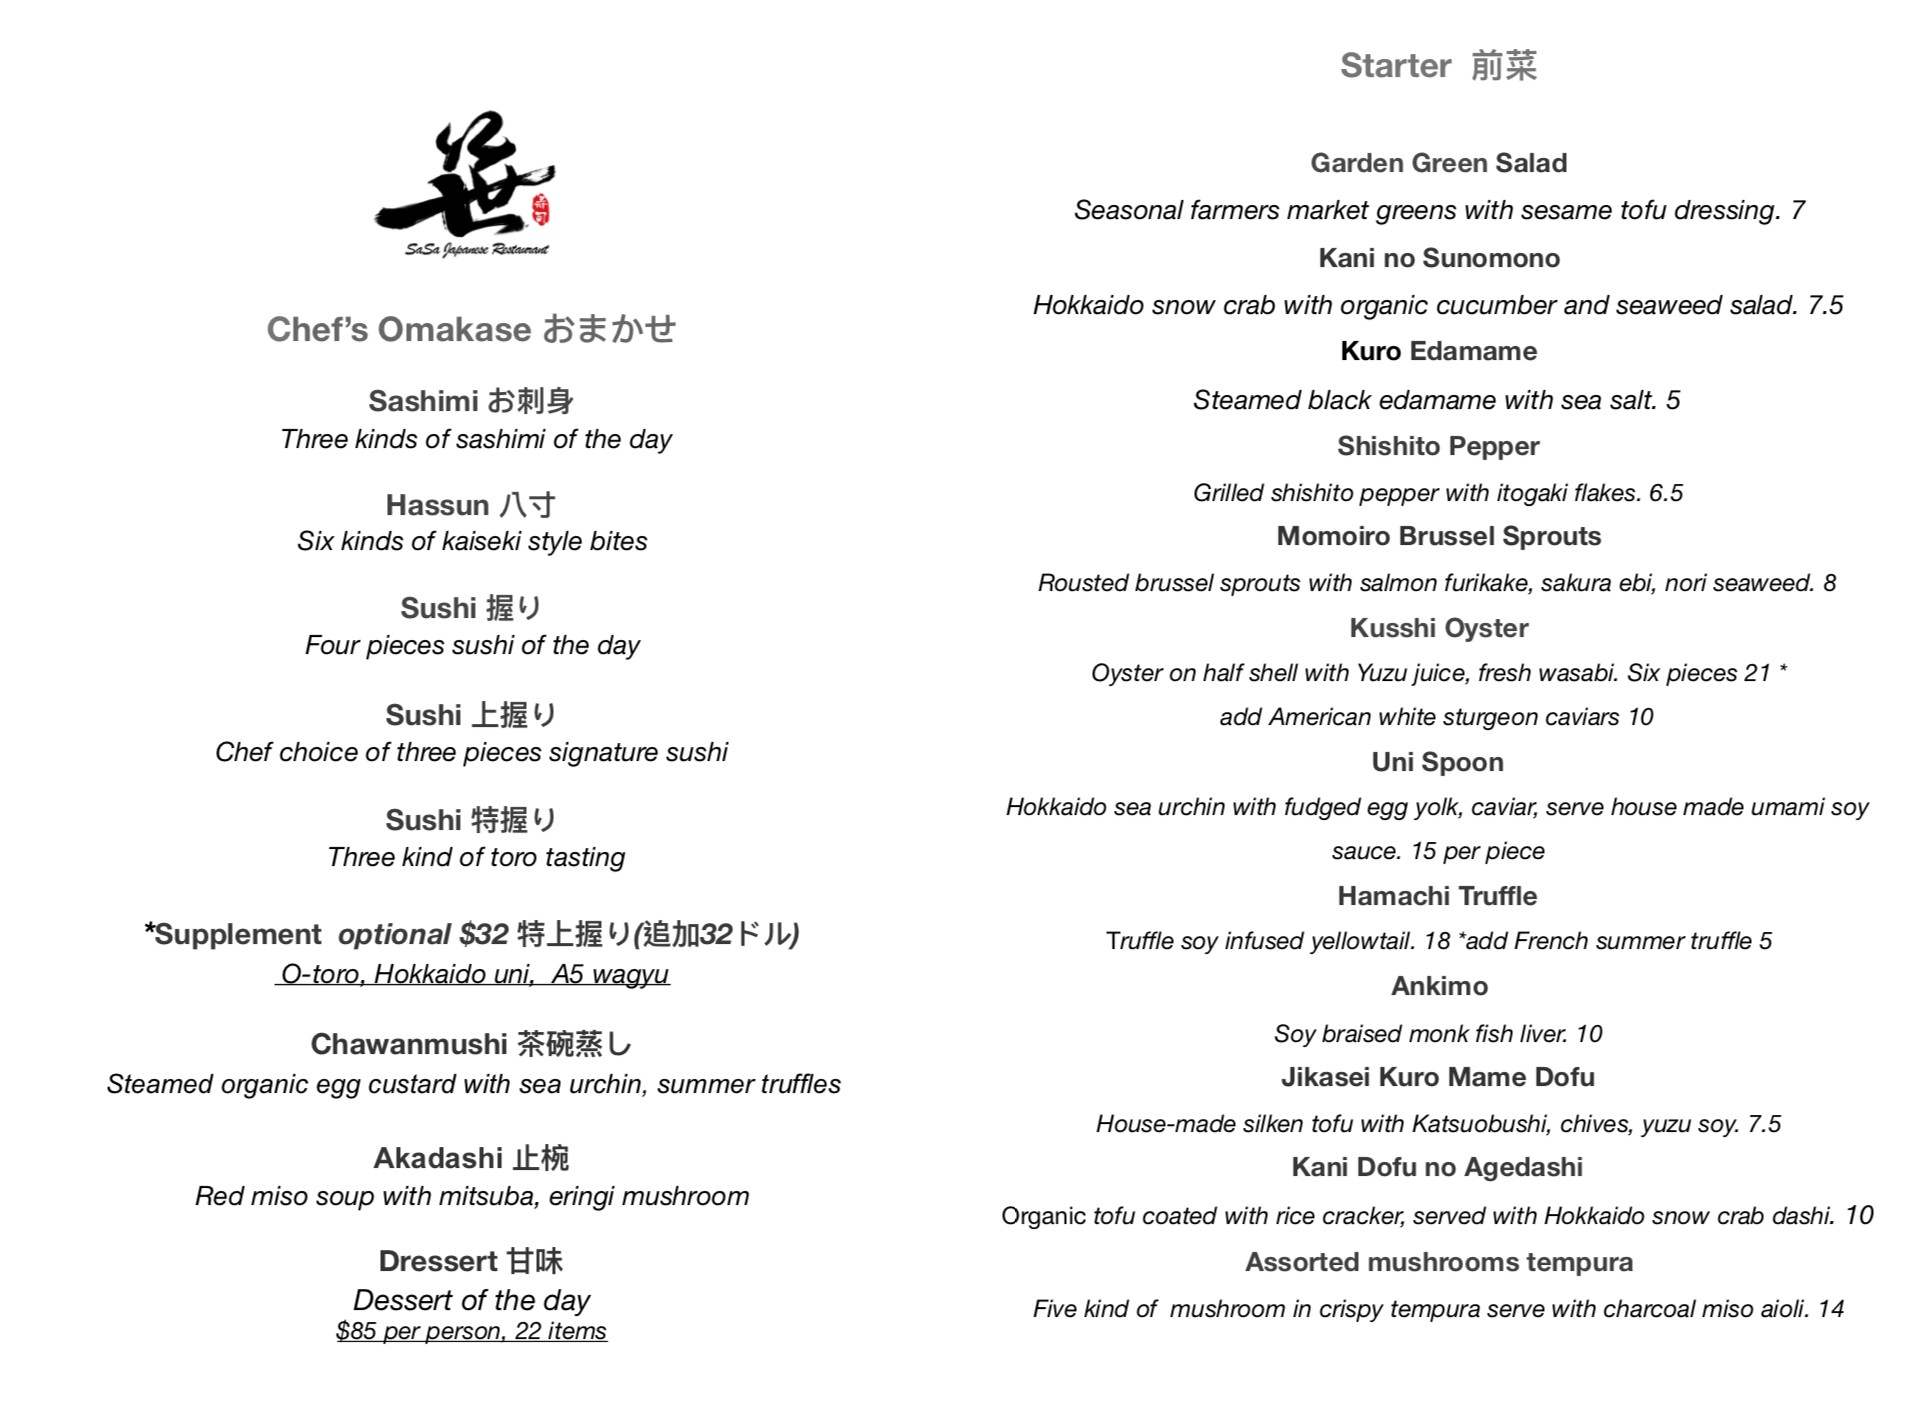 笹
寿司
SaSa Japanese Restaurant
Chef’s Omakase おまかせ
Sashimi お刺身
Three kinds of sashimi of the day
Hassun 八寸
Six kinds of kaiseki style bites
Sushi 握り
Four pieces sushi of the day
Sushi 上握り
Chef choice of three pieces signature sushi
Sushi 特握り
Three kind of toro tasting
*Supplement optional $32 特上握り(追加32ドル)
O-toro, Hokkaido uni, A5 wagyu
Chawanmushi 茶碗蒸し
Steamed organic egg custard with sea urchin, summer truffles
Akadashi 止椀
Red miso soup with mitsuba, eringi mushroom
Dressert 甘味
Dessert of the day
$85 per person, 22 items
Starter 前菜
Garden Green Salad
Seasonal farmers market greens with sesame tofu dressing. 7
Kani no Sunomono
Hokkaido snow crab with organic cucumber and seaweed salad. 7.5
Kuro Edamame
Steamed black edamame with sea salt. 5
Shishito Pepper
Grilled shishito pepper with itogaki flakes. 6.5
Momoiro Brussel Sprouts
Rousted brussel sprouts with salmon furikake, sakura ebi, nori seaweed. 8
Kusshi Oyster
Oyster on half shell with Yuzu juice, fresh wasabi. Six pieces 21 *
add American white sturgeon caviars 10
Uni Spoon
Hokkaido sea urchin with fudged egg yolk, caviar, serve house made umami soy
sauce. 15 per piece
Hamachi Truffle
Truffle soy infused yellowtail. 18 *add French summer truffle 5
Ankimo
Soy braised monk fish liver. 10
Jikasei Kuro Mame Dofu
House-made silken tofu with Katsuobushi, chives, yuzu soy. 7.5
Kani Dofu no Agedashi
Organic tofu coated with rice cracker, served with Hokkaido snow crab dashi. 10
Assorted mushrooms tempura
Five kind of mushroom in crispy tempura serve with charcoal miso aioli. 14